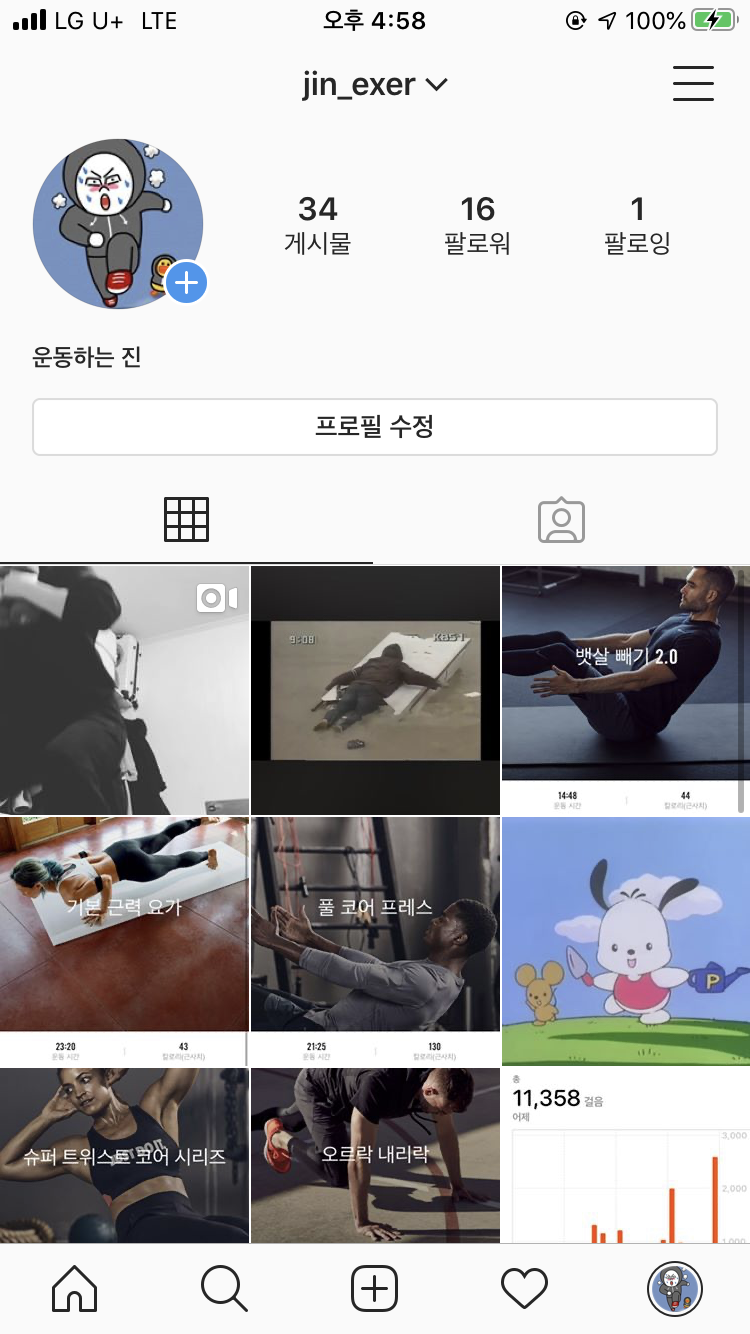 LG U+ LTE 오후 4:58 100%
jin_exer
34 16 1
게시물 팔로워 팔로잉
운동하는 진
프로필 수정
9:08 KBS1
뱃살 빼기 2.0
14:48 44
운동 시간 칼로리(근사치)
기본 근력 요가
풀 코어 프레스
23:20 43
운동 시간 칼로리(근사치)
21:25 130
운동 시간 칼로리(근사치)
P
슈퍼 트위스트 코어 시리즈
오르락 내리락
총
11,358 걸음
어제
3,000
2,000
1,000